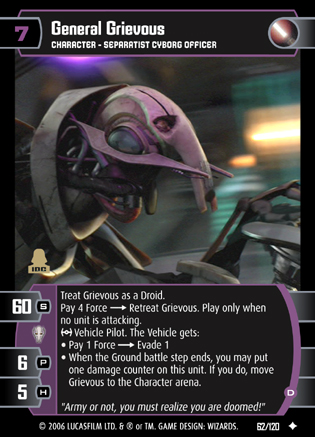 7
General Grievous
CHARACTER - SEPARATIST CYBORG OFFICER
IDC
60 S
6 P
5 H
Treat Grievous as a Droid.
Pay 4 Force → Retreat Grievous. Play only when
no unit is attacking.
Vehicle Pilot. The Vehicle gets:
• Pay 1 Force → Evade 1
• When the Ground battle step ends, you may put
one damage counter on this unit. If you do, move
Grievous to the Character arena.
D
"Army or not, you must realize you are doomed!"
© 2006 LUCASFILM LTD. & ® or TM. GAME DESIGN: WIZARDS. 62/120